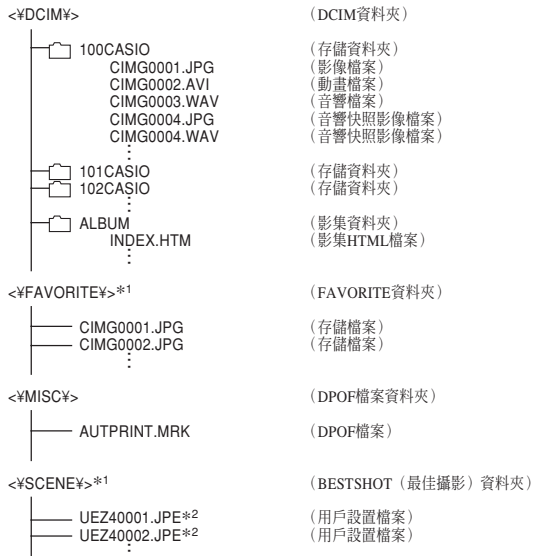 <¥DCIM¥> （DCIM資料夾）
100CASIO （存儲資料夾）
CIMG0001.JPG （影像檔案）
CIMG0002.AVI （動畫檔案）
CIMG0003.WAV （音響檔案）
CIMG0004.JPG （音響快照影像檔案）
CIMG0004.WAV （音響快照影像檔案）
101CASIO （存儲資料夾）
102CASIO （存儲資料夾）
ALBUM （影集資料夾）
INDEX.HTM （影集HTML檔案）
<¥FAVORITE¥>*1 （FAVORITE資料夾）
CIMG0001.JPG （存儲檔案）
CIMG0002.JPG （存儲檔案）
<¥MISC¥> （DPOF檔案資料夾）
AUTPRINT.MRK （DPOF檔案）
<¥SCENE¥>*1 （BESTSHOT（最佳攝影）資料夾）
UEZ40001.JPE*2 （用戶設置檔案）
UEZ40002.JPE*2 （用戶設置檔案）